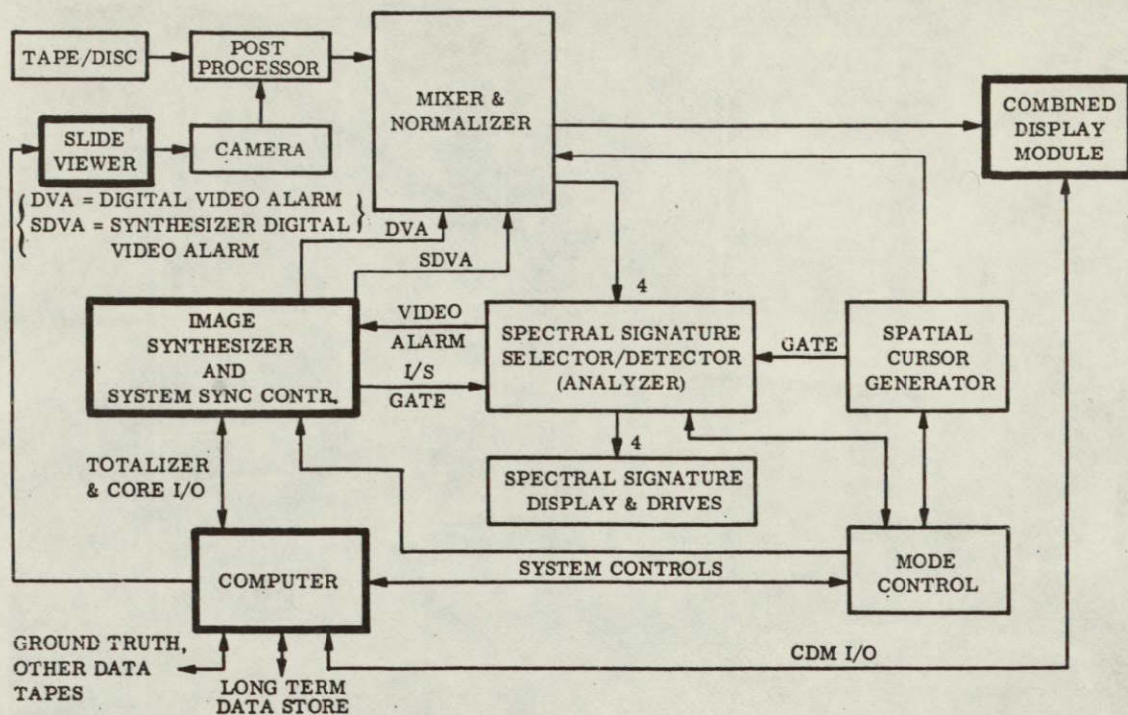 TAPE/DISC
POST
PROCESSOR
MIXER &
NORMALIZER
COMBINED
DISPLAY
MODULE
SLIDE
VIEWER
CAMERA
DVA = DIGITAL VIDEO ALARM
SDVA = SYNTHESIZER DIGITAL
VIDEO ALARM
DVA
SDVA
4
IMAGE
SYNTHESIZER
AND
SYSTEM SYNC CONTR.
VIDEO
ALARM
I/S
GATE
SPECTRAL SIGNATURE
SELECTOR/DETECTOR
(ANALYZER)
GATE
SPATIAL
CURSOR
GENERATOR
4
TOTALIZER
& CORE I/O
SPECTRAL SIGNATURE
DISPLAY & DRIVES
COMPUTER
SYSTEM CONTROLS
MODE
CONTROL
GROUND TRUTH,
OTHER DATA
TAPES
LONG TERM
DATA STORE
CDM I/O